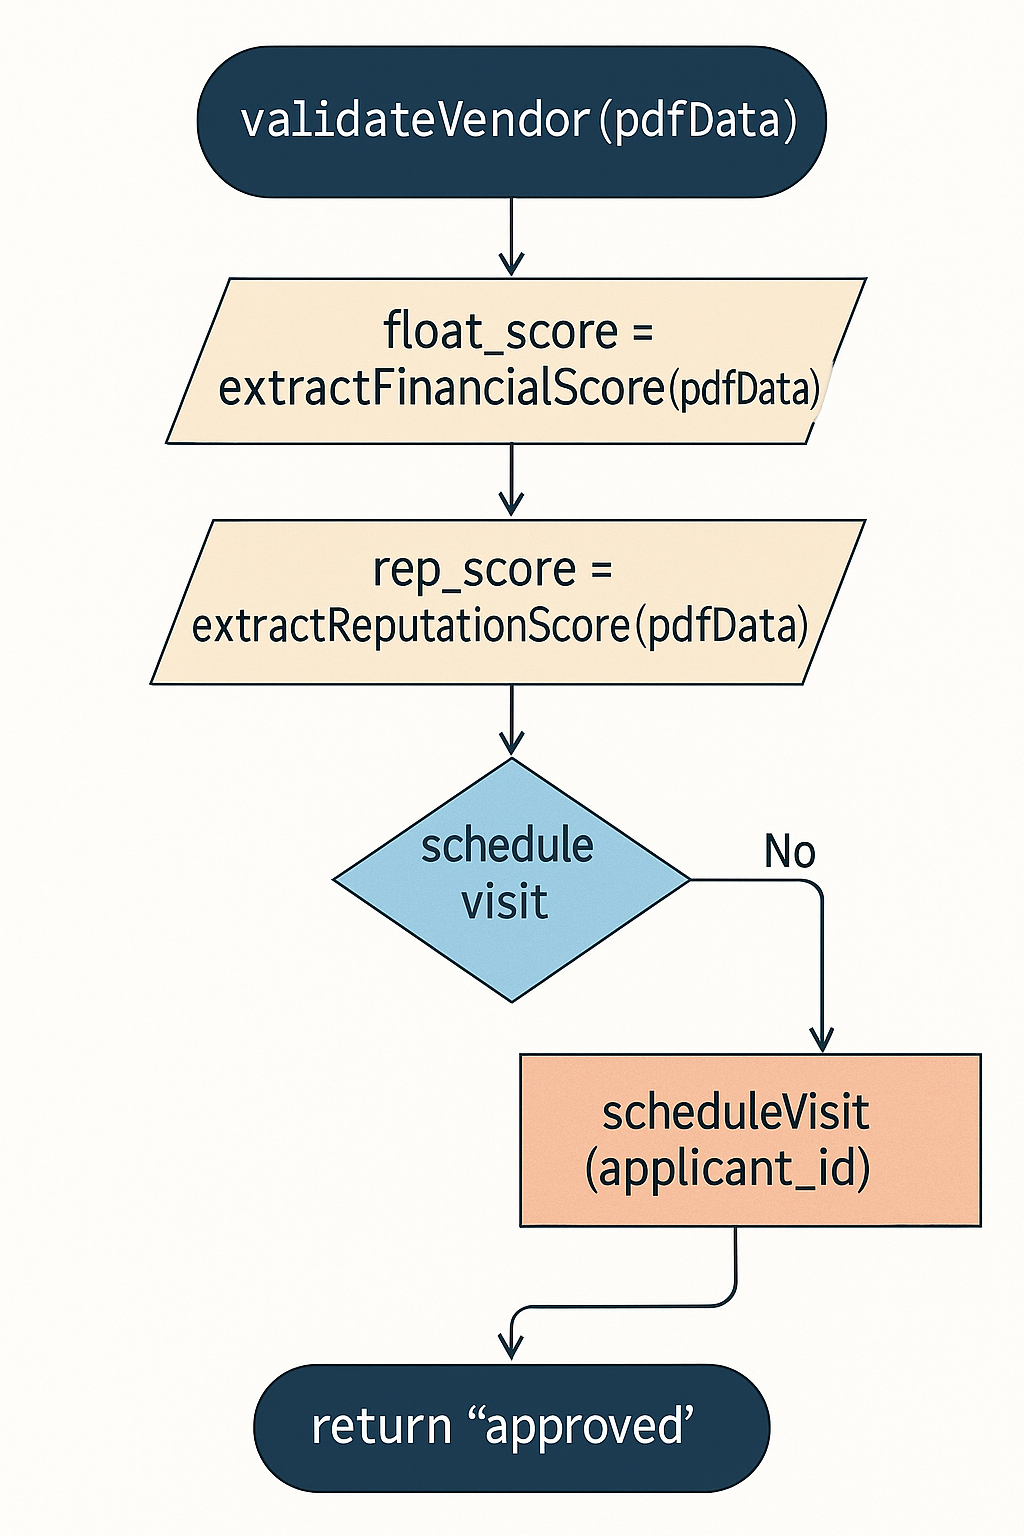 validateVendor(pdfData)
float_score =
extractFinancialScore(pdfData)
rep_score =
extractReputationScore(pdfData)
schedule
visit
No
scheduleVisit
(applicant_id)
return “approved’